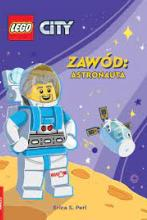 LEGO CITY
ZAWÓD:
ASTRONAUTA
Erica S. Perl